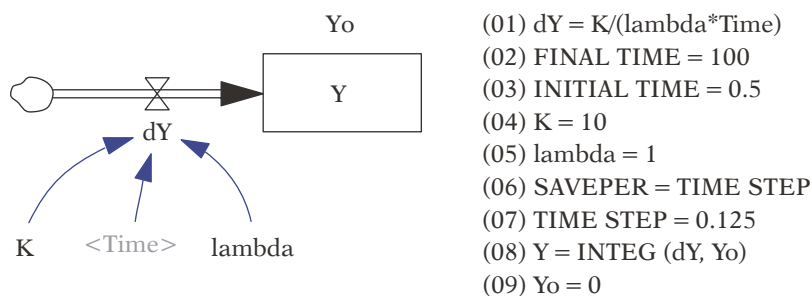 Yo
Y
dY
K
<Time>
lambda
(01) dY = K/(lambda*Time)
(02) FINAL TIME = 100
(03) INITIAL TIME = 0.5
(04) K = 10
(05) lambda = 1
(06) SAVEPER = TIME STEP
(07) TIME STEP = 0.125
(08) Y = INTEG (dY, Yo)
(09) Yo = 0